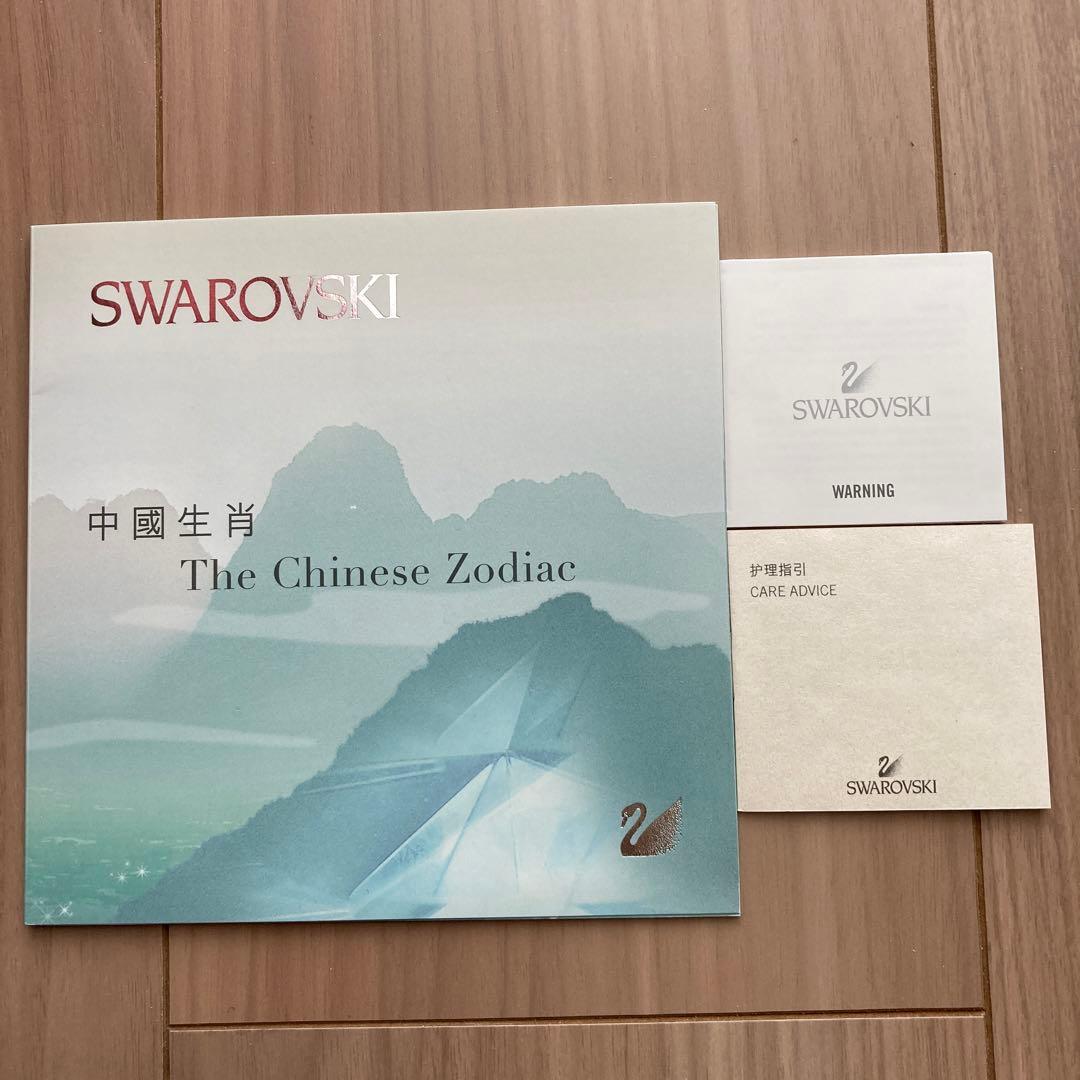 SWAROVSKI
中國生肖
The Chinese Zodiac
SWAROVSKI
WARNING
护理指引
CARE ADVICE
SWAROVSKI